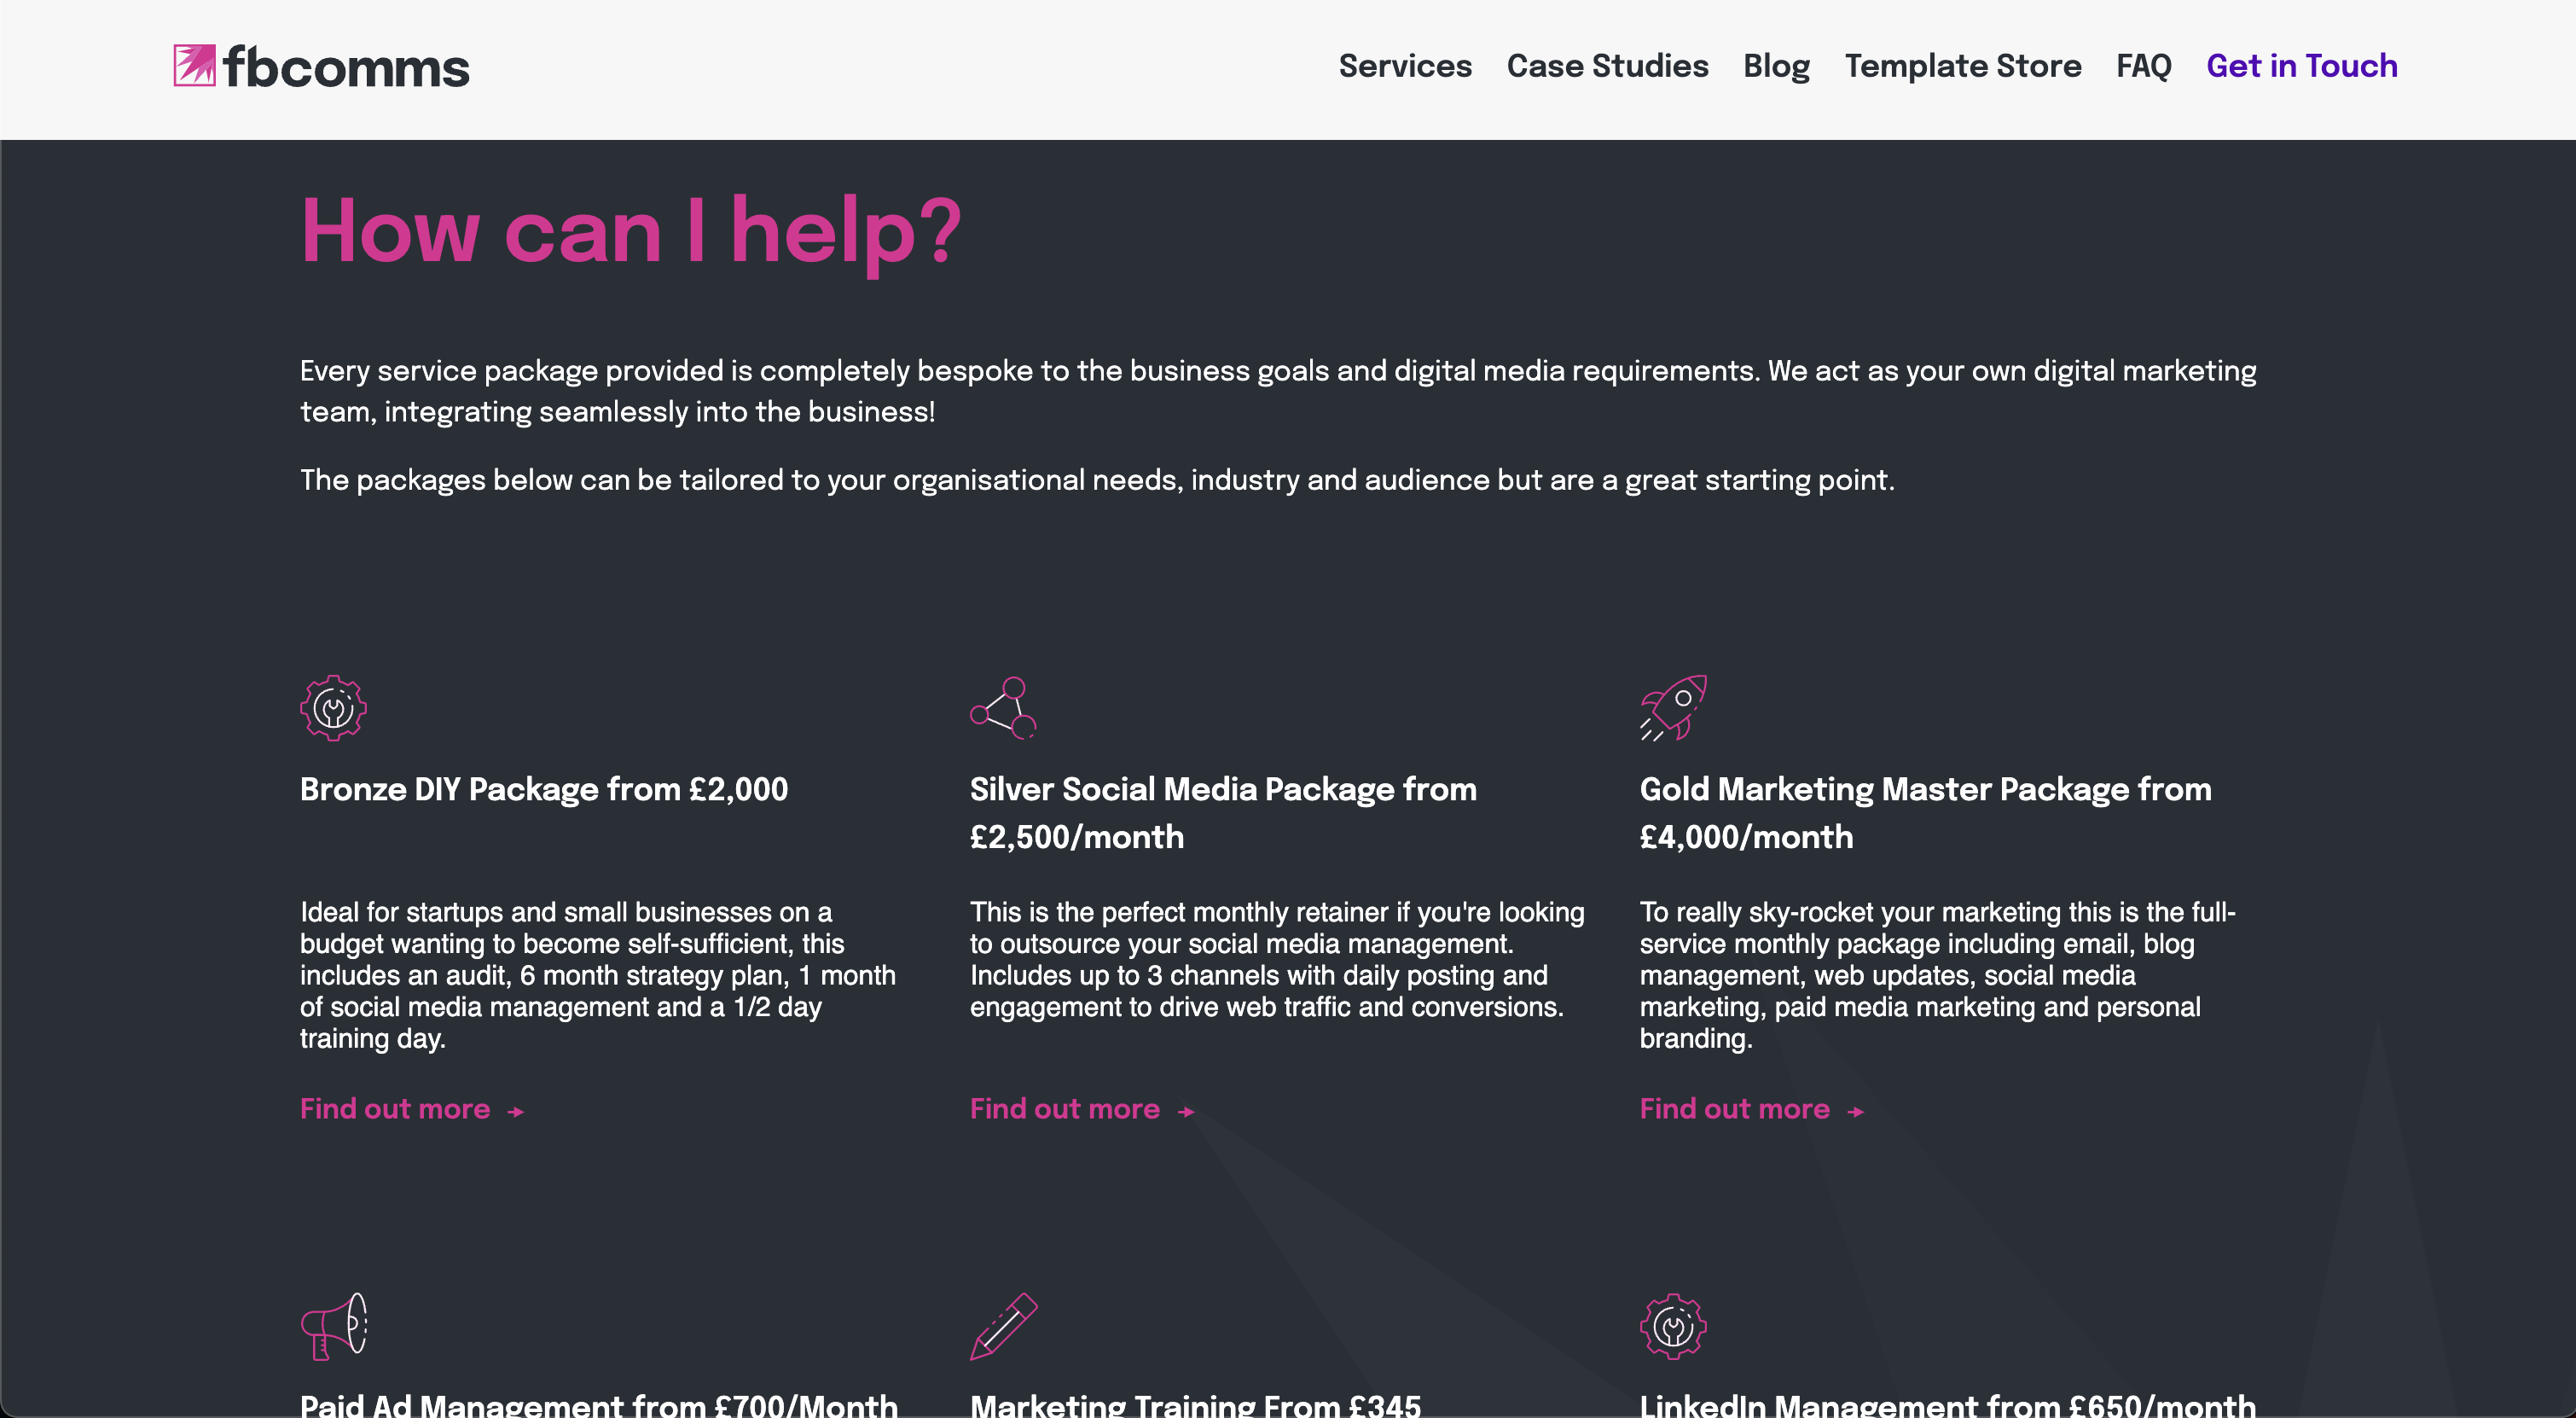 fbcomms
Services Case Studies Blog Template Store FAQ Get in Touch
How can I help?
Every service package provided is completely bespoke to the business goals and digital media requirements. We act as your own digital marketing
team, integrating seamlessly into the business!
The packages below can be tailored to your organisational needs, industry and audience but are a great starting point.
Bronze DIY Package from £2,000
Ideal for startups and small businesses on a
budget wanting to become self-sufficient, this
includes an audit, 6 month strategy plan, 1 month
of social media management and a 1/2 day
training day.
Find out more
Silver Social Media Package from
£2,500/month
This is the perfect monthly retainer if you're looking
to outsource your social media management.
Includes up to 3 channels with daily posting and
engagement to drive web traffic and conversions.
Find out more
Gold Marketing Master Package from
£4,000/month
To really sky-rocket your marketing this is the full-
service monthly package including email, blog
management, web updates, social media
marketing, paid media marketing and personal
branding.
Find out more
Paid Ad Management from £700/Month
Marketing Training From £345
LinkedIn Management from £650/month